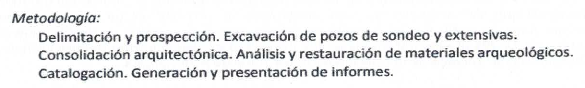 Metodología:
Delimitación y prospección. Excavación de pozos de sondeo y extensivas.
Consolidación arquitectónica. Análisis y restauración de materiales arqueológicos.
Catalogación. Generación y presentación de informes.